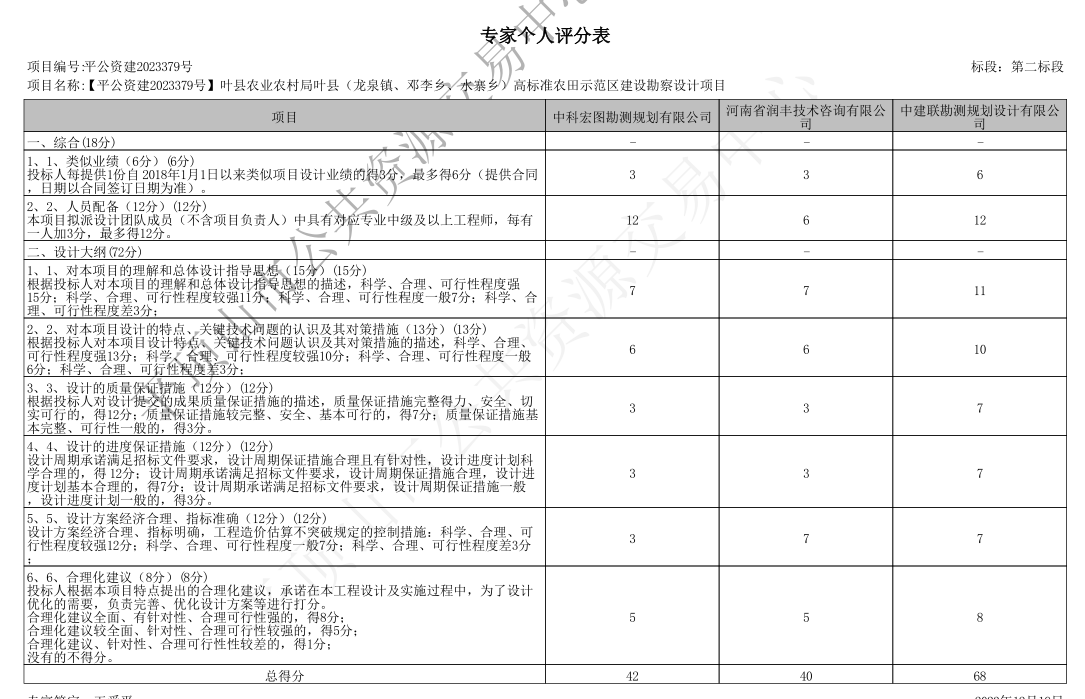 专家个人评分表
项目编号:平公资建2023379号
标段：第二标段
项目名称:【平公资建2023379号】叶县农业农村局叶县（龙泉镇、邓李乡、水寨乡）高标准农田示范区建设勘察设计项目
项目 中科宏图勘测规划有限公司 河南省润丰技术咨询有限公司 中建联勘测规划设计有限公司
一、综合(18分) － － －
1、1、类似业绩（6分）(6分)
投标人每提供1份自2018年1月1日以来类似项目设计业绩的得3分，最多得6分（提供合同
，日期以合同签订日期为准）。
3 3 6
2、2、人员配备（12分）(12分)
本项目拟派设计团队成员（不含项目负责人）中具有对应专业中级及以上工程师，每有
一人加3分，最多得12分。
12 6 12
二、设计大纲(72分) － － －
1、1、对本项目的理解和总体设计指导思想（15分）(15分)
根据投标人对本项目的理解和总体设计指导思想的描述，科学、合理、可行性程度强
15分；科学、合理、可行性程度较强11分；科学、合理、可行性程度一般7分；科学、合
理、可行性程度差3分；
7 7 11
2、2、对本项目设计的特点、关键技术问题的认识及其对策措施（13分）(13分)
根据投标人对本项目设计特点、关键技术问题认识及其对策措施的描述，科学、合理、
可行性程度强13分；科学、合理、可行性程度较强10分；科学、合理、可行性程度一般
6分；科学、合理、可行性程度差3分；
6 6 10
3、3、设计的质量保证措施（12分）(12分)
根据投标人对设计提交的成果质量保证措施的描述，质量保证措施完整得力、安全、切
实可行的，得12分；质量保证措施较完整、安全、基本可行的，得7分；质量保证措施基
本完整、可行性一般的，得3分。
3 3 7
4、4、设计的进度保证措施（12分）(12分)
设计周期承诺满足招标文件要求，设计周期保证措施合理且有针对性，设计进度计划科
学合理的，得 12分；设计周期承诺满足招标文件要求，设计周期保证措施合理，设计进
度计划基本合理的，得7分；设计周期承诺满足招标文件要求，设计周期保证措施一般
，设计进度计划一般的，得3分。
3 3 7
5、5、设计方案经济合理、指标准确（12分）(12分)
设计方案经济合理、指标明确，工程造价估算不突破规定的控制措施：科学、合理、可
行性程度较强12分；科学、合理、可行性程度一般7分；科学、合理、可行性程度差3分
；
3 7 7
6、6、合理化建议（8分）(8分)
投标人根据本项目特点提出的合理化建议，承诺在本工程设计及实施过程中，为了设计
优化的需要，负责完善、优化设计方案等进行打分。
合理化建议全面、有针对性、合理可行性强的，得8分；
合理化建议较全面、针对性、合理可行性较强的，得5分；
合理化建议、针对性、合理可行性性较差的，得1分；
没有的不得分。
5 5 8
总得分 42 40 68
平顶山市公共资源交易中心